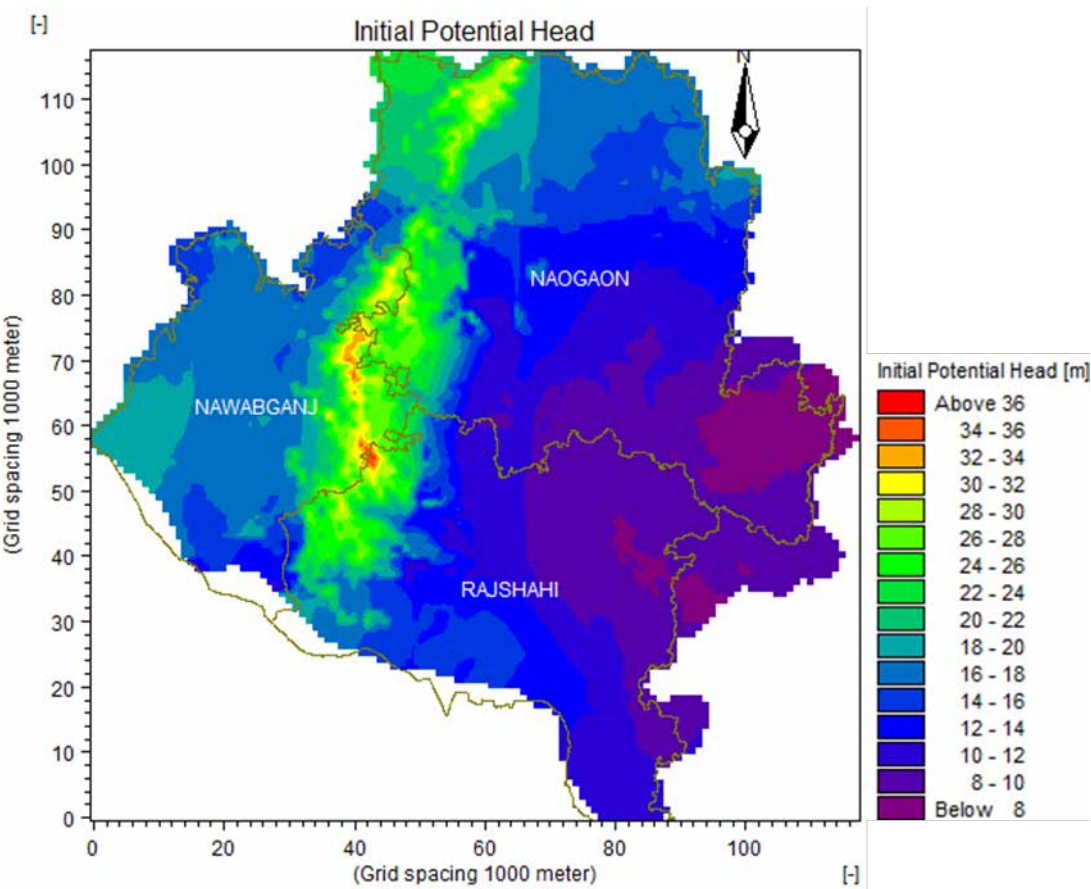 [-]
Initial Potential Head
N
110
100
90
80
70
60
50
40
30
20
10
0
(Grid spacing 1000 meter)
NAOGAON
NAWABGANJ
RAJSHAHI
0 20 40 60 80 100
(Grid spacing 1000 meter) [-]
Initial Potential Head [m]
Above 36
34 - 36
32 - 34
30 - 32
28 - 30
26 - 28
24 - 26
22 - 24
20 - 22
18 - 20
16 - 18
14 - 16
12 - 14
10 - 12
8 - 10
Below 8